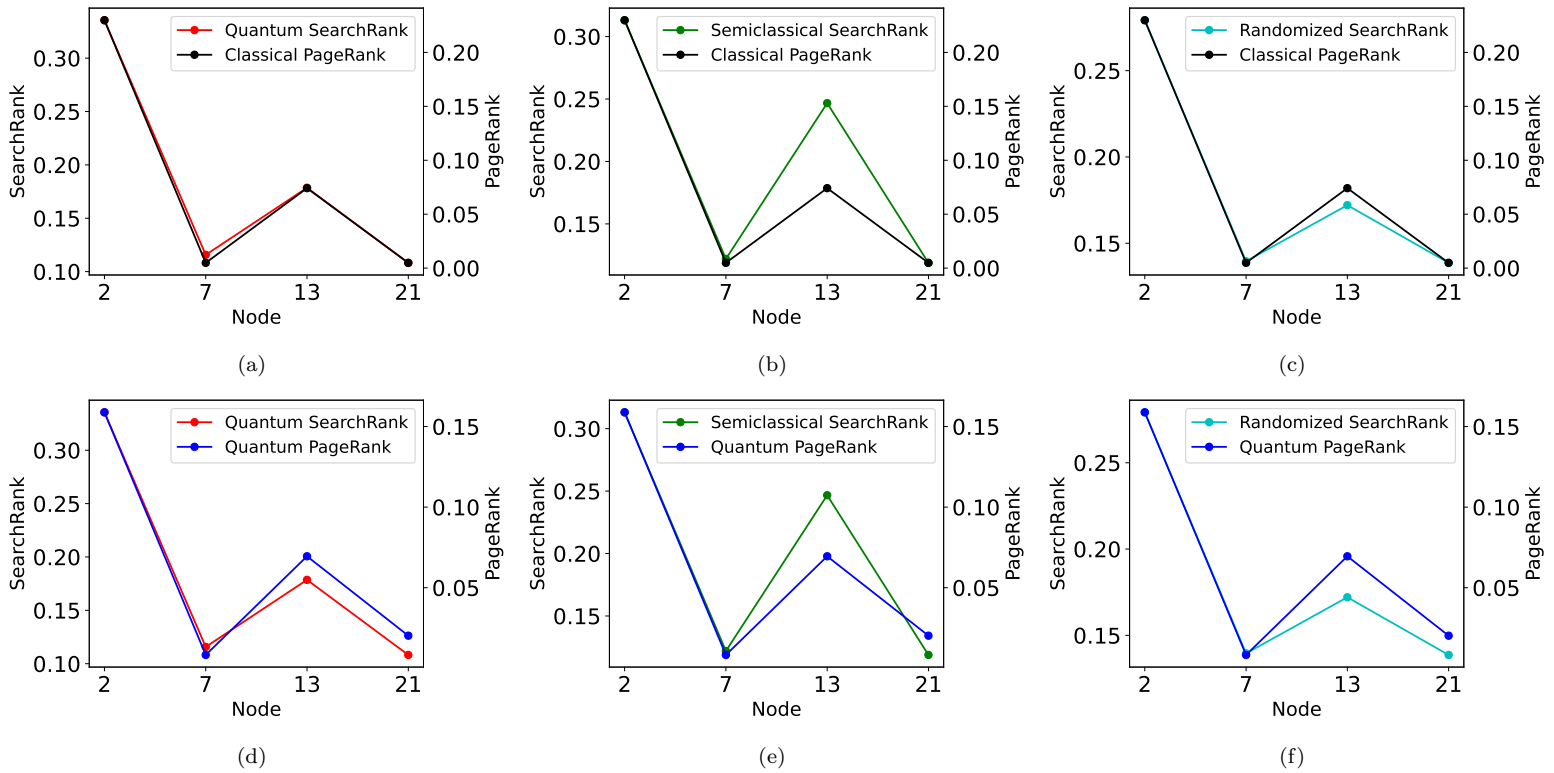 Quantum SearchRank
Classical PageRank
SearchRank
0.30
0.25
0.20
0.15
0.10
0.20
0.15
0.10
0.05
0.00
PageRank
2 7 13 21
Node
(a)
Semiclassical SearchRank
Classical PageRank
SearchRank
0.30
0.25
0.20
0.15
0.20
0.15
0.10
0.05
0.00
PageRank
2 7 13 21
Node
(b)
Randomized SearchRank
Classical PageRank
SearchRank
0.25
0.20
0.15
0.20
0.15
0.10
0.05
0.00
PageRank
2 7 13 21
Node
(c)
Quantum SearchRank
Quantum PageRank
SearchRank
0.30
0.25
0.20
0.15
0.10
0.15
0.10
0.05
PageRank
2 7 13 21
Node
(d)
Semiclassical SearchRank
Quantum PageRank
SearchRank
0.30
0.25
0.20
0.15
0.15
0.10
0.05
PageRank
2 7 13 21
Node
(e)
Randomized SearchRank
Quantum PageRank
SearchRank
0.25
0.20
0.15
0.15
0.10
0.05
PageRank
2 7 13 21
Node
(f)